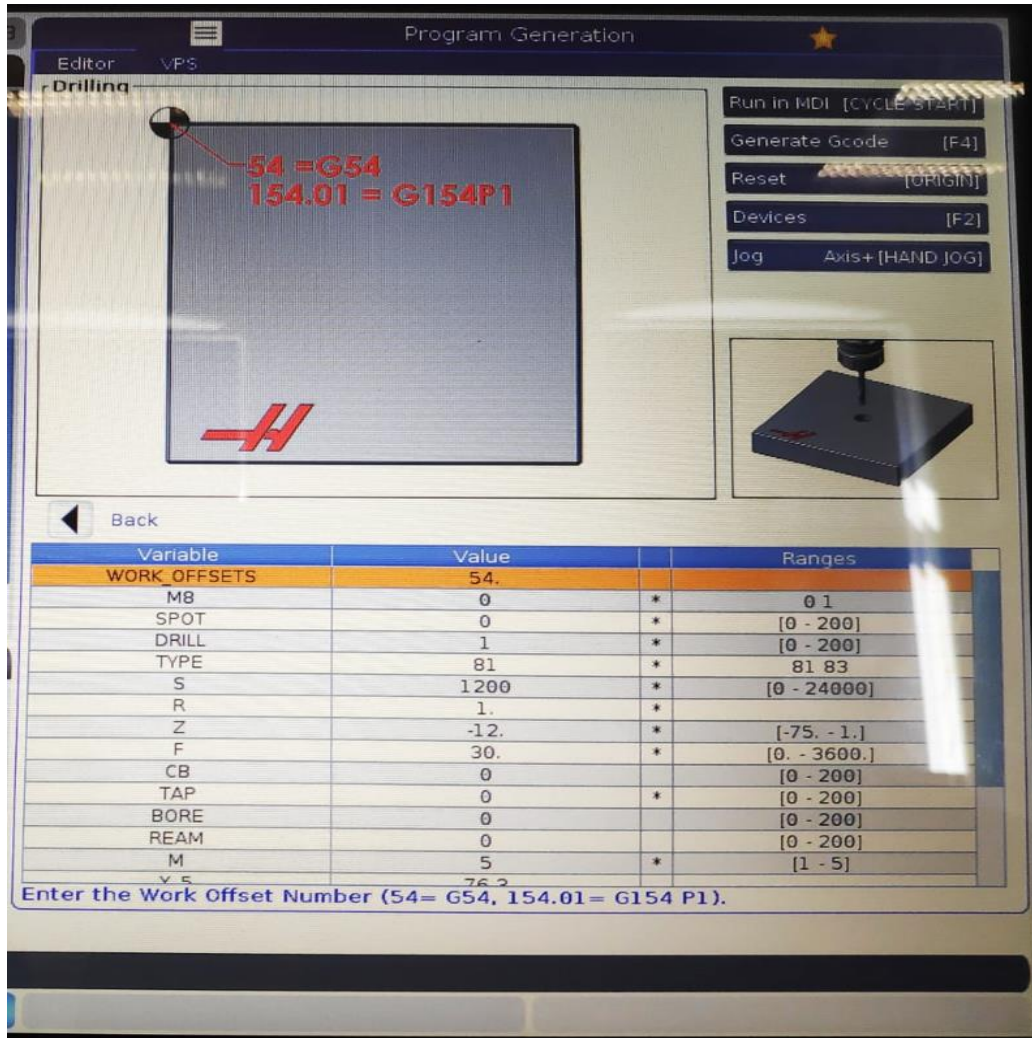 Program Generation
Editor VPS
Drilling
54 =G54
154.01 = G154P1
Run in MDI [CYCLE START]
Generate Gcode [F4]
Reset [ORIGIN]
Devices [F2]
Jog Axis+[HAND JOG]
Back
Variable Value Ranges
WORK_OFFSETS 54.
M8 0 * 0 1
SPOT 0 * [0 - 200]
DRILL 1 * [0 - 200]
TYPE 81 * 81 83
S 1200 * [0 - 24000]
R 1. *
Z -12. * [-75. - 1.]
F 30. * [0. - 3600.]
CB 0 [0 - 200]
TAP 0 * [0 - 200]
BORE 0 [0 - 200]
REAM 0 [0 - 200]
M 5 * [1 - 5]
Enter the Work Offset Number (54= G54, 154.01= G154 P1).